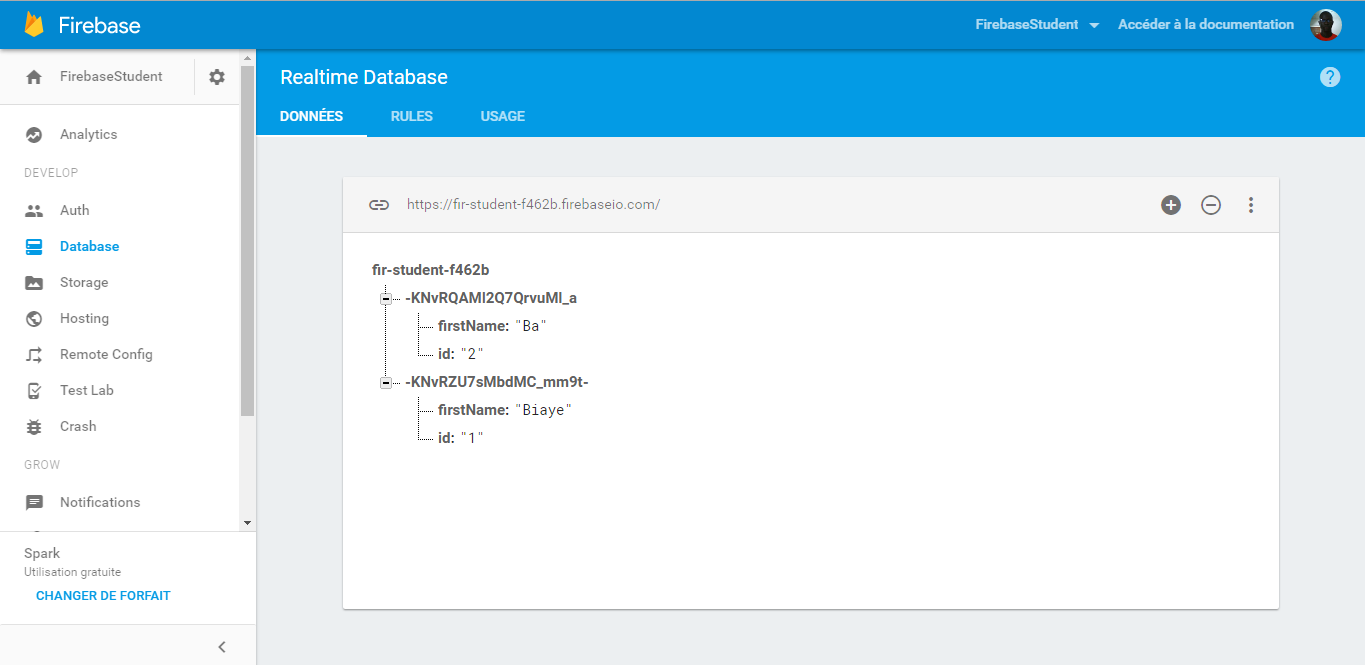 Firebase
FirebaseStudent
Accéder à la documentation
FirebaseStudent
Analytics
DEVELOP
Auth
Database
Storage
Hosting
Remote Config
Test Lab
Crash
GROW
Notifications
Spark
Utilisation gratuite
CHANGER DE FORFAIT
Realtime Database
?
DONNÉES RULES USAGE
https://fir-student-f462b.firebaseio.com/
fir-student-f462b
-KNvRQAMI2Q7QrvuMI_a
firstName: "Ba"
id: "2"
-KNvRZU7sMbdMC_mm9t-
firstName: "Biaye"
id: "1"